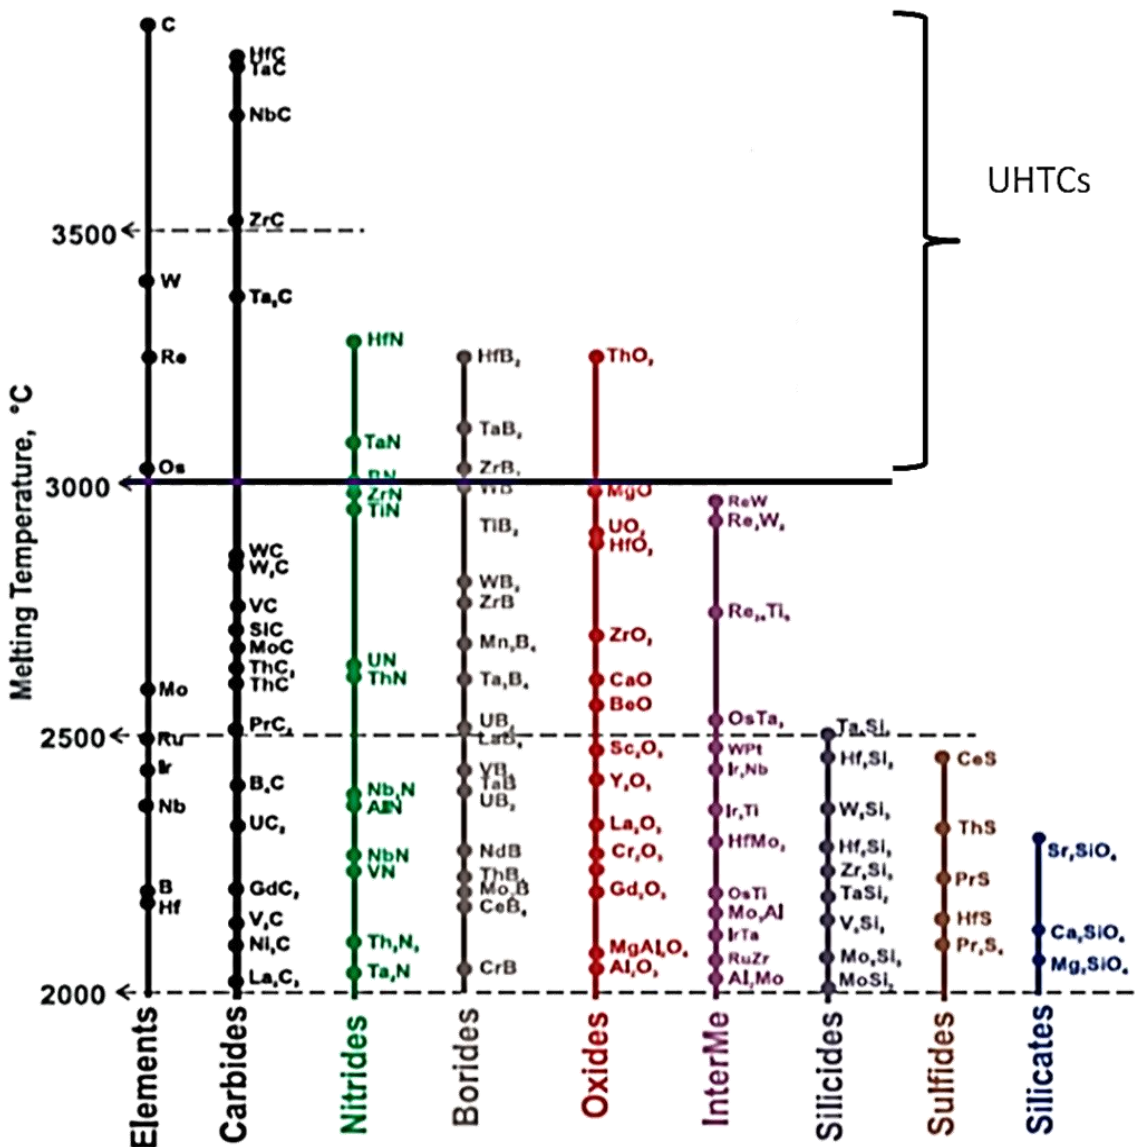 C
HfC
TaC
NbC
ZrC
3500
W
Ta₂C
Re
Os
UHTCs
HfN
TaN
BN
ZrN
TiN
HfB₂
TaB₂
ZrB₂
WB
TiB₂
ThO₂
MgO
UO₂
HfO₂
3000
ReW
Re₃W₂
WC
W₂C
VC
SiC
MoC
ThC₂
ThC
PrC₂
Mo
UN
ThN
WB₂
ZrB
Mn₃B₄
Ta₃B₄
UB₄
LaB₆
ZrO₂
CaO
BeO
Re₂₄Ti₅
OsTa₂
2500
Ru
Ir
Nb
B₄C
UC₂
Nb₂N
AlN
VB₂
TaB
UB₂
Sc₂O₃
Y₂O₃
WPt
Ir₃Nb
Ta₅Si₃
Hf₅Si₃
CeS
B
Hf
GdC₂
V₂C
Ni₃C
La₂C₃
NbN
VN
Th₂N₃
Ta₂N
NdB
ThB₄
Mo₂B
CeB₆
CrB
La₂O₃
Cr₂O₃
Gd₂O₃
MgAl₂O₄
Al₂O₃
Ir₃Ti
HfMo₂
OsTi
Mo₃Al
IrTa
RuZr
Al₂Mo
W₅Si₃
Hf₃Si₂
Zr₅Si₃
TaSi₂
V₅Si₃
Mo₅Si₃
MoSi₂
ThS
PrS
HfS
Pr₃S₄
Sr₂SiO₄
Ca₂SiO₄
Mg₂SiO₄
2000
Melting Temperature, °C
Elements
Carbides
Nitrides
Borides
Oxides
InterMe
Silicides
Sulfides
Silicates